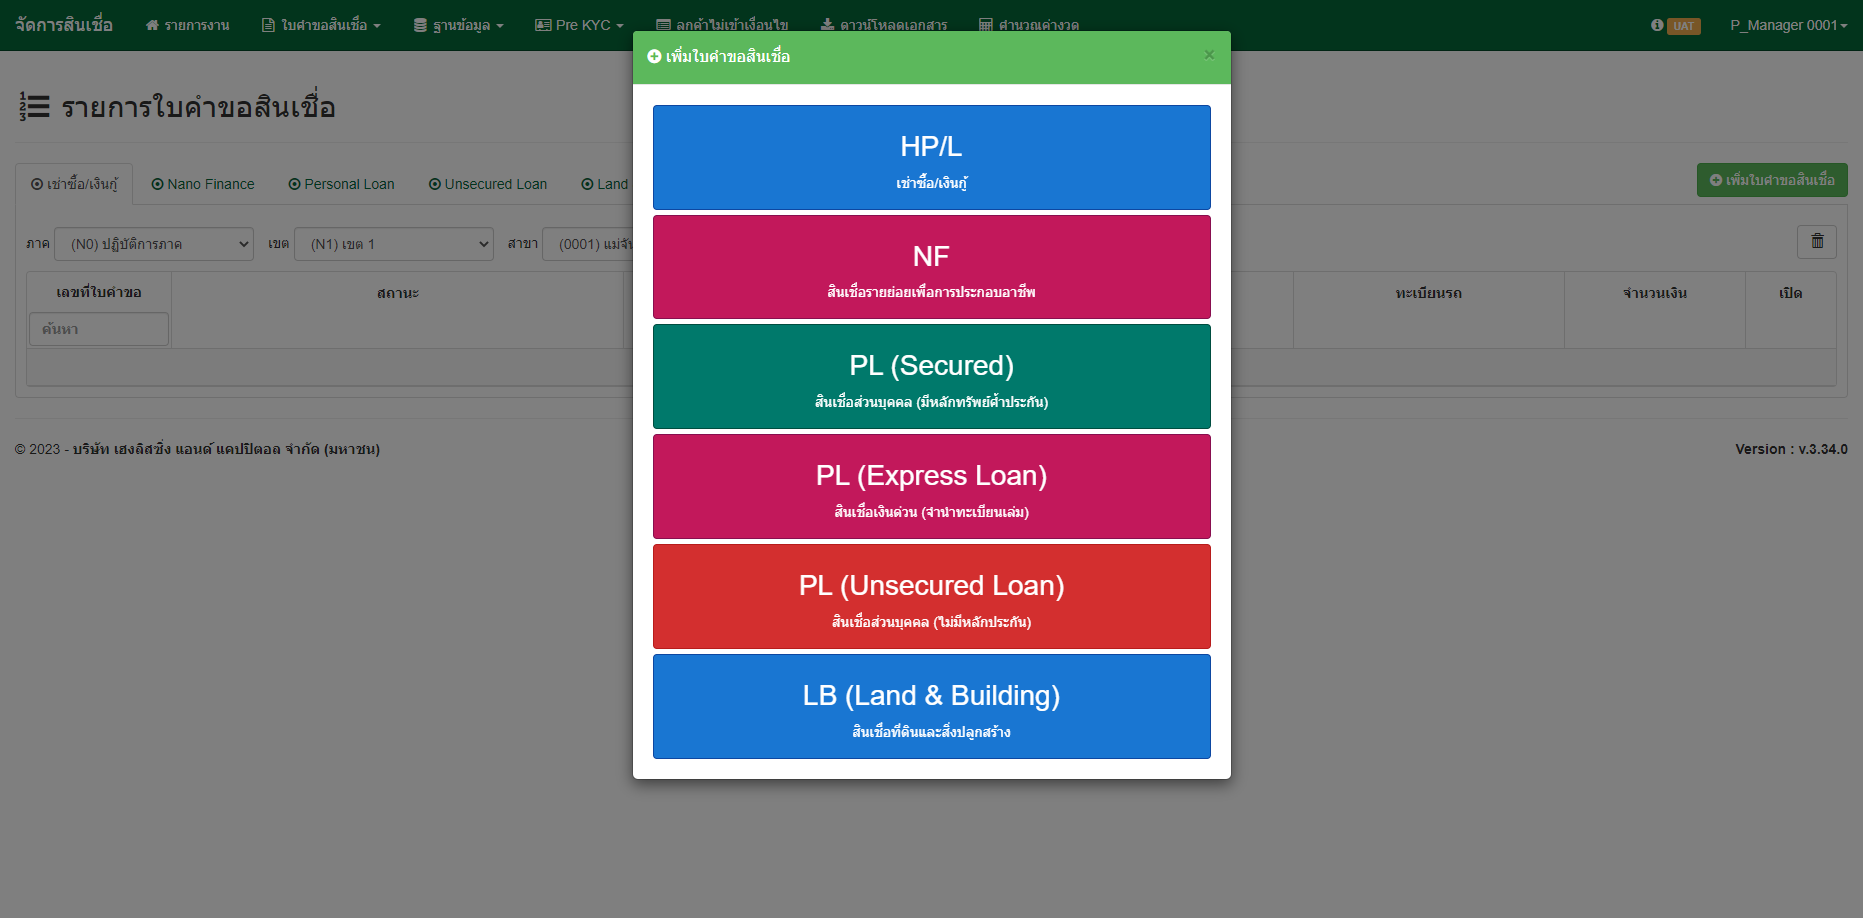 จัดการสินเชื่อ รายการงาน ใบคำขอสินเชื่อ ฐานข้อมูล Pre KYC ลูกค้าไม่เข้าเงื่อนไข ดาวน์โหลดเอกสาร คำนวณค่างวด UAT P_Manager 0001
เพิ่มใบคำขอสินเชื่อ ×
รายการใบคำขอสินเชื่อ
เช่าซื้อ/เงินกู้ Nano Finance Personal Loan Unsecured Loan Land เพิ่มใบคำขอสินเชื่อ
ภาค (N0) ปฏิบัติการภาค เขต (N1) เขต 1 สาขา (0001) แม่จัน
เลขที่ใบคำขอ สถานะ ทะเบียนรถ จำนวนเงิน เปิด
ค้นหา
HP/L
เช่าซื้อ/เงินกู้
NF
สินเชื่อรายย่อยเพื่อการประกอบอาชีพ
PL (Secured)
สินเชื่อส่วนบุคคล (มีหลักทรัพย์ค้ำประกัน)
PL (Express Loan)
สินเชื่อเงินด่วน (จำนำทะเบียนเล่ม)
PL (Unsecured Loan)
สินเชื่อส่วนบุคคล (ไม่มีหลักประกัน)
LB (Land & Building)
สินเชื่อที่ดินและสิ่งปลูกสร้าง
© 2023 - บริษัท เฮงลิสซิ่ง แอนด์ แคปปิตอล จำกัด (มหาชน) Version : v.3.34.0